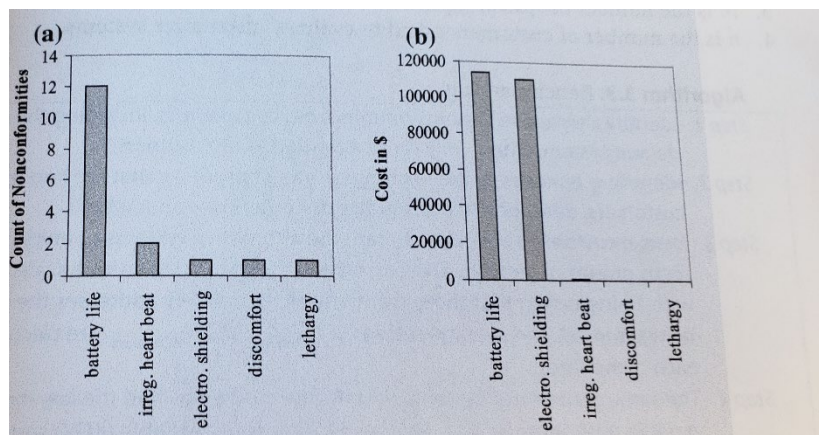 (a)
Count of Nonconformities
14
12
10
8
6
4
2
0
battery life
irreg. heart beat
electro. shielding
discomfort
lethargy
(b)
Cost in $
120000
100000
80000
60000
40000
20000
0
battery life
electro. shielding
irreg. heart beat
discomfort
lethargy